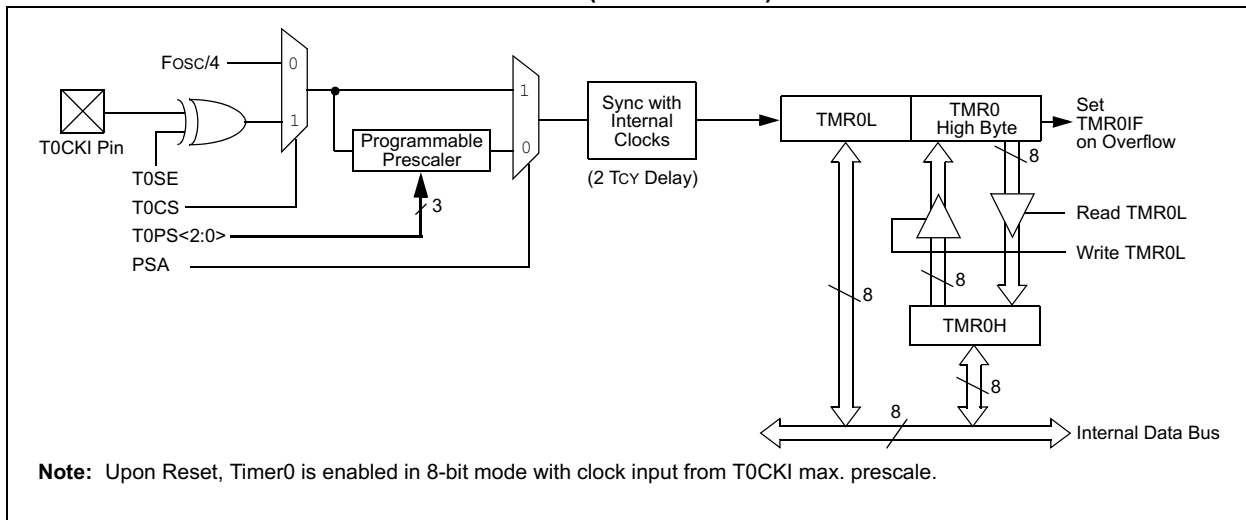 Fosc/4
0
1
T0CKI Pin
T0SE
T0CS
T0PS<2:0>
PSA
Programmable
Prescaler
3
1
0
Sync with
Internal
Clocks
(2 TCY Delay)
TMR0L
TMR0
High Byte
Set
TMR0IF
on Overflow
8
Read TMR0L
Write TMR0L
8
8
TMR0H
8
8
Internal Data Bus
Note: Upon Reset, Timer0 is enabled in 8-bit mode with clock input from T0CKI max. prescale.